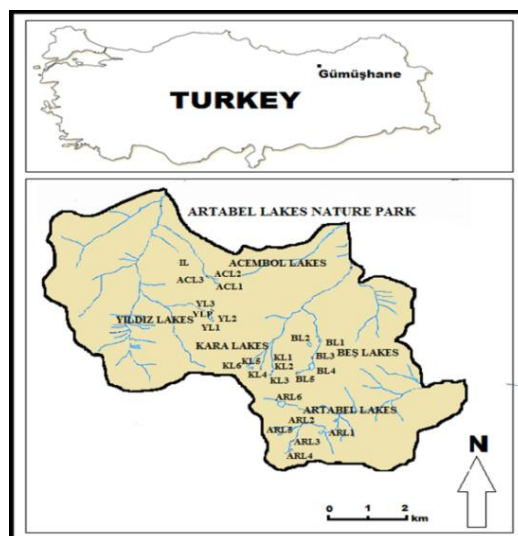 Gümüşhane
TURKEY
ARTABEL LAKES NATURE PARK
IL
ACEMBOL LAKES
ACL2
ACL3
ACL1
YL3
YLP
YILDIZ LAKES
YL2
YL1
BL2
BL1
KARA LAKES
KL1
BL3
BEŞ LAKES
KL5
KL2
KL6
KL4
BL4
KL3
BL5
ARL6
ARTABEL LAKES
ARL2
ARL5
ARL1
ARL3
ARL4
N
0 1 2
km